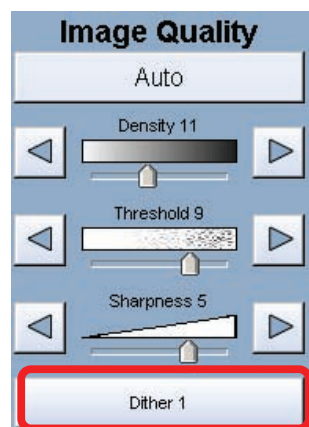 Image Quality
Auto
Density 11
Threshold 9
Sharpness 5
Dither 1